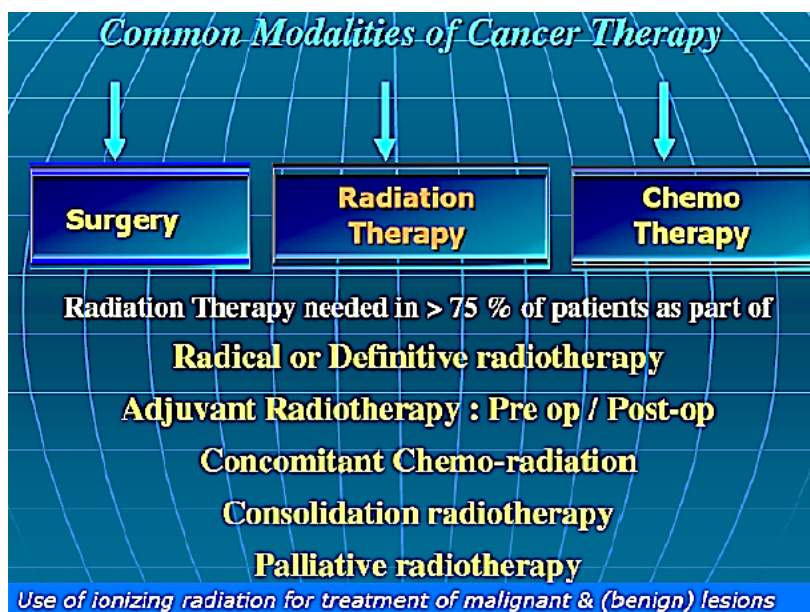 Common Modalities of Cancer Therapy
Surgery
Radiation
Therapy
Chemo
Therapy
Radiation Therapy needed in > 75 % of patients as part of
Radical or Definitive radiotherapy
Adjuvant Radiotherapy : Pre op / Post-op
Concomitant Chemo-radiation
Consolidation radiotherapy
Palliative radiotherapy
Use of ionizing radiation for treatment of malignant & (benign) lesions